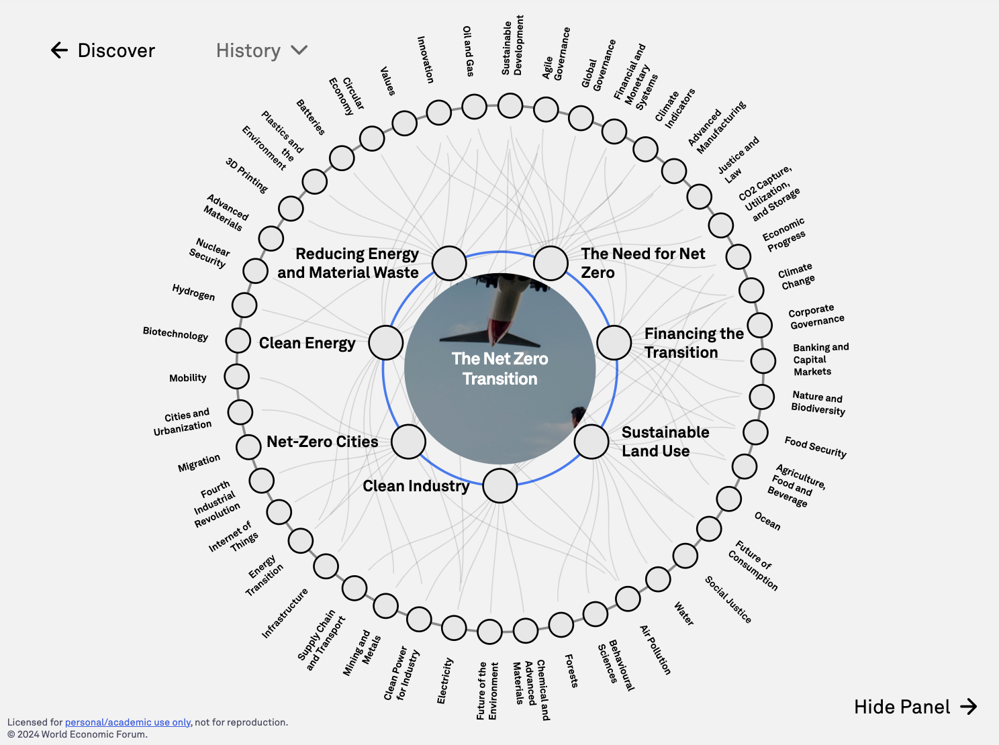 Discover
History
Oil and Gas
Sustainable
Development
Agile
Governance
Global
Governance
Financial and
Monetary
Systems
Climate
Indicators
Advanced
Manufacturing
Justice and
Law
CO2 Capture,
Utilization,
and Storage
Economic
Progress
Climate
Change
Corporate
Governance
Banking and
Capital
Markets
Nature and
Biodiversity
Food Security
Agriculture,
Food and
Beverage
Ocean
Future of
Consumption
Social Justice
Water
Air Pollution
Behavioural
Sciences
Forests
Chemical and
Advanced
Materials
Future of the
Environment
Electricity
Clean Power
for Industry
Mining and
Metals
Supply Chain
and Transport
Infrastructure
Energy
Transition
Internet of
Things
Fourth
Industrial
Revolution
Migration
Cities and
Urbanization
Mobility
Biotechnology
Hydrogen
Nuclear
Security
Advanced
Materials
3D Printing
Plastics and
the
Environment
Batteries
Circular
Economy
Values
Innovation
Reducing Energy
and Material Waste
The Need for Net
Zero
Clean Energy
Financing the
Transition
The Net Zero
Transition
Net-Zero Cities
Sustainable
Land Use
Clean Industry
Hide Panel
Licensed for personal/academic use only, not for reproduction.
© 2024 World Economic Forum.